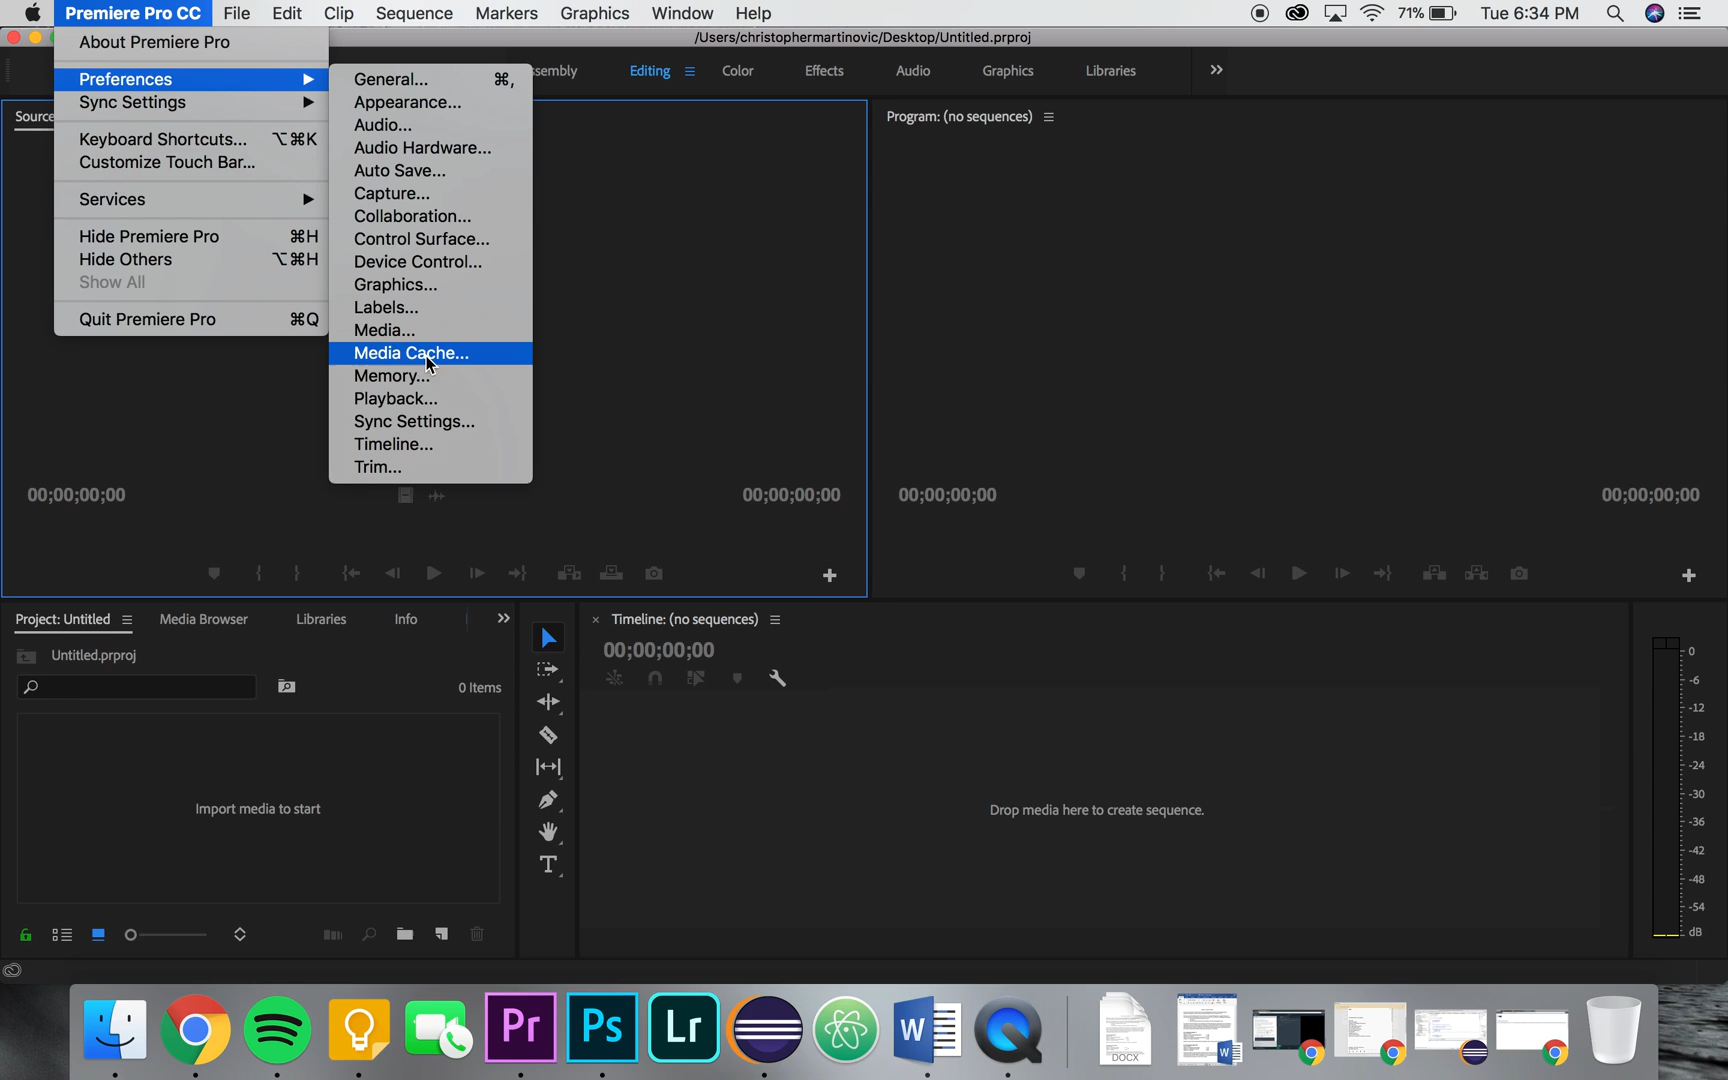 Premiere Pro CC File Edit Clip Sequence Markers Graphics Window Help 71% Tue 6:34 PM
/Users/christophermartinovic/Desktop/Untitled.prproj
About Premiere Pro
Preferences
Sync Settings
Keyboard Shortcuts... ⌥⌘K
Customize Touch Bar...
Services
Hide Premiere Pro ⌘H
Hide Others ⌥⌘H
Show All
Quit Premiere Pro ⌘Q
General... ⌘,
Appearance...
Audio...
Audio Hardware...
Auto Save...
Capture...
Collaboration...
Control Surface...
Device Control...
Graphics...
Labels...
Media...
Media Cache...
Memory...
Playback...
Sync Settings...
Timeline...
Trim...
ssembly Editing Color Effects Audio Graphics Libraries
Source
Program: (no sequences)
00;00;00;00 00;00;00;00 00;00;00;00 00;00;00;00
Project: Untitled Media Browser Libraries Info
Untitled.prproj
0 Items
Import media to start
× Timeline: (no sequences)
00;00;00;00
Drop media here to create sequence.
T
0
-6
-12
-18
-24
-30
-36
-42
-48
-54
dB
Pr Ps Lr W DOCX W